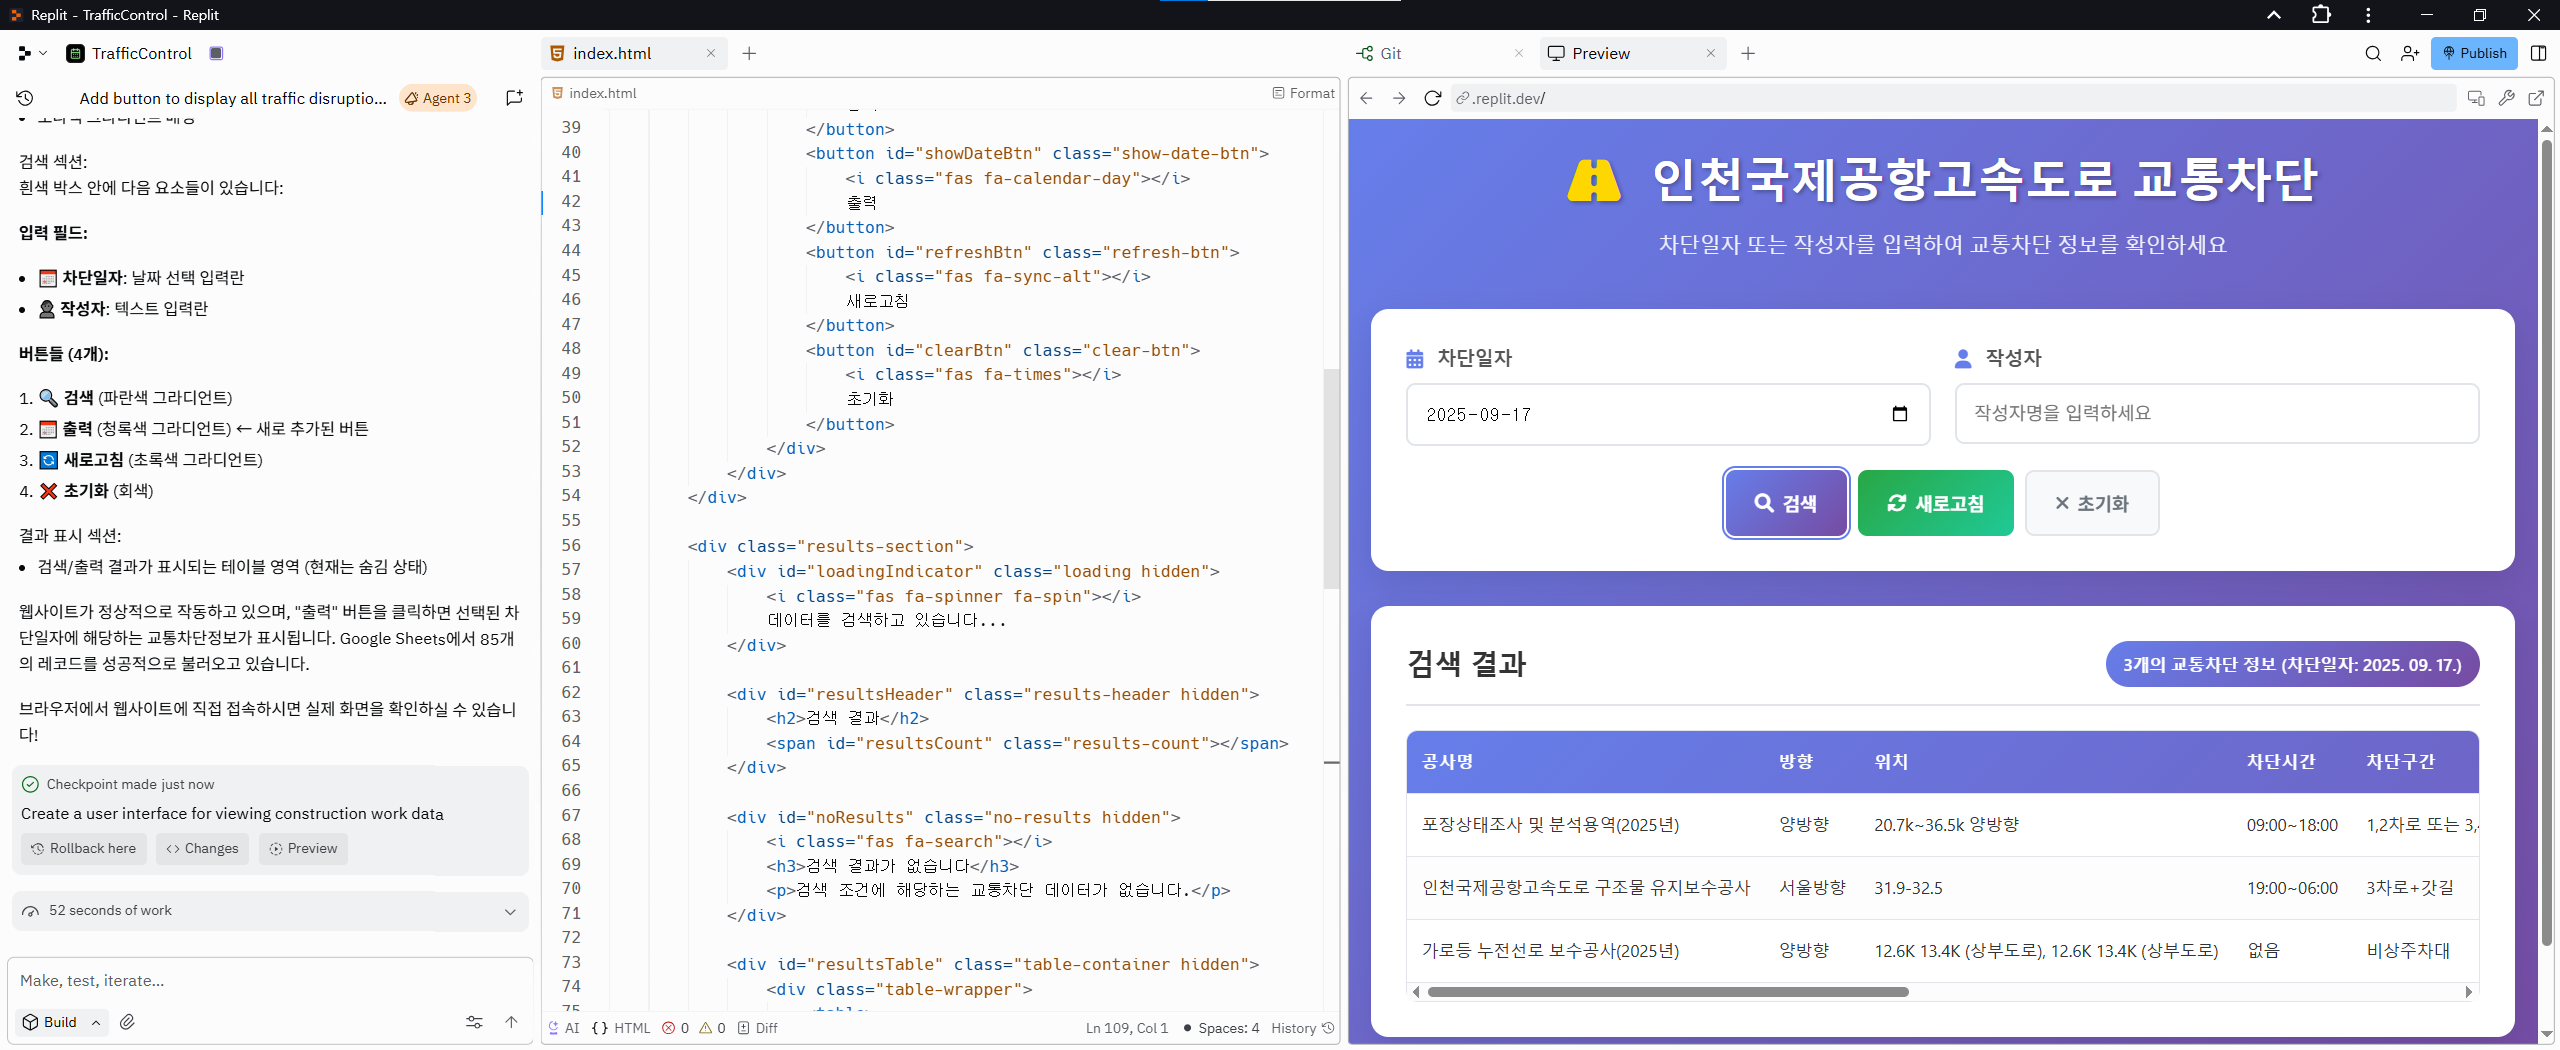 Replit - TrafficControl - Replit
TrafficControl
Add button to display all traffic disruptio...
Agent 3
검색 섹션:
흰색 박스 안에 다음 요소들이 있습니다:
입력 필드:
차단일자: 날짜 선택 입력란
작성자: 텍스트 입력란
버튼들 (4개):
1. 🔍 검색 (파란색 그라디언트)
2. 📅 출력 (청록색 그라디언트) ← 새로 추가된 버튼
3. 🔄 새로고침 (초록색 그라디언트)
4. ❌ 초기화 (회색)
결과 표시 섹션:
검색/출력 결과가 표시되는 테이블 영역 (현재는 숨김 상태)
웹사이트가 정상적으로 작동하고 있으며, "출력" 버튼을 클릭하면 선택된 차
단일자에 해당하는 교통차단정보가 표시됩니다. Google Sheets에서 85개
의 레코드를 성공적으로 불러오고 있습니다.
브라우저에서 웹사이트에 직접 접속하시면 실제 화면을 확인하실 수 있습니
다!
Checkpoint made just now
Create a user interface for viewing construction work data
Rollback here
Changes
Preview
52 seconds of work
Make, test, iterate...
Build
index.html
index.html
Format
39 </button>
40 <button id="showDateBtn" class="show-date-btn">
41 <i class="fas fa-calendar-day"></i>
42 출력
43 </button>
44 <button id="refreshBtn" class="refresh-btn">
45 <i class="fas fa-sync-alt"></i>
46 새로고침
47 </button>
48 <button id="clearBtn" class="clear-btn">
49 <i class="fas fa-times"></i>
50 초기화
51 </button>
52 </div>
53 </div>
54 </div>
55
56 <div class="results-section">
57 <div id="loadingIndicator" class="loading hidden">
58 <i class="fas fa-spinner fa-spin"></i>
59 데이터를 검색하고 있습니다...
60 </div>
61
62 <div id="resultsHeader" class="results-header hidden">
63 <h2>검색 결과</h2>
64 <span id="resultsCount" class="results-count"></span>
65 </div>
66
67 <div id="noResults" class="no-results hidden">
68 <i class="fas fa-search"></i>
69 <h3>검색 결과가 없습니다</h3>
70 <p>검색 조건에 해당하는 교통차단 데이터가 없습니다.</p>
71 </div>
72
73 <div id="resultsTable" class="table-container hidden">
74 <div class="table-wrapper">
AI {} HTML 0 0 Diff
Ln 109, Col 1 Spaces: 4 History
Git
Preview
Publish
.replit.dev/
인천국제공항고속도로 교통차단
차단일자 또는 작성자를 입력하여 교통차단 정보를 확인하세요
차단일자 작성자
2025-09-17 작성자명을 입력하세요
검색 새로고침 초기화
검색 결과
3개의 교통차단 정보 (차단일자: 2025. 09. 17.)
공사명 방향 위치 차단시간 차단구간
포장상태조사 및 분석용역(2025년) 양방향 20.7k~36.5k 양방향 09:00~18:00 1,2차로 또는 3,
인천국제공항고속도로 구조물 유지보수공사 서울방향 31.9-32.5 19:00~06:00 3차로+갓길
가로등 누전선로 보수공사(2025년) 양방향 12.6K 13.4K (상부도로), 12.6K 13.4K (상부도로) 없음 비상주차대